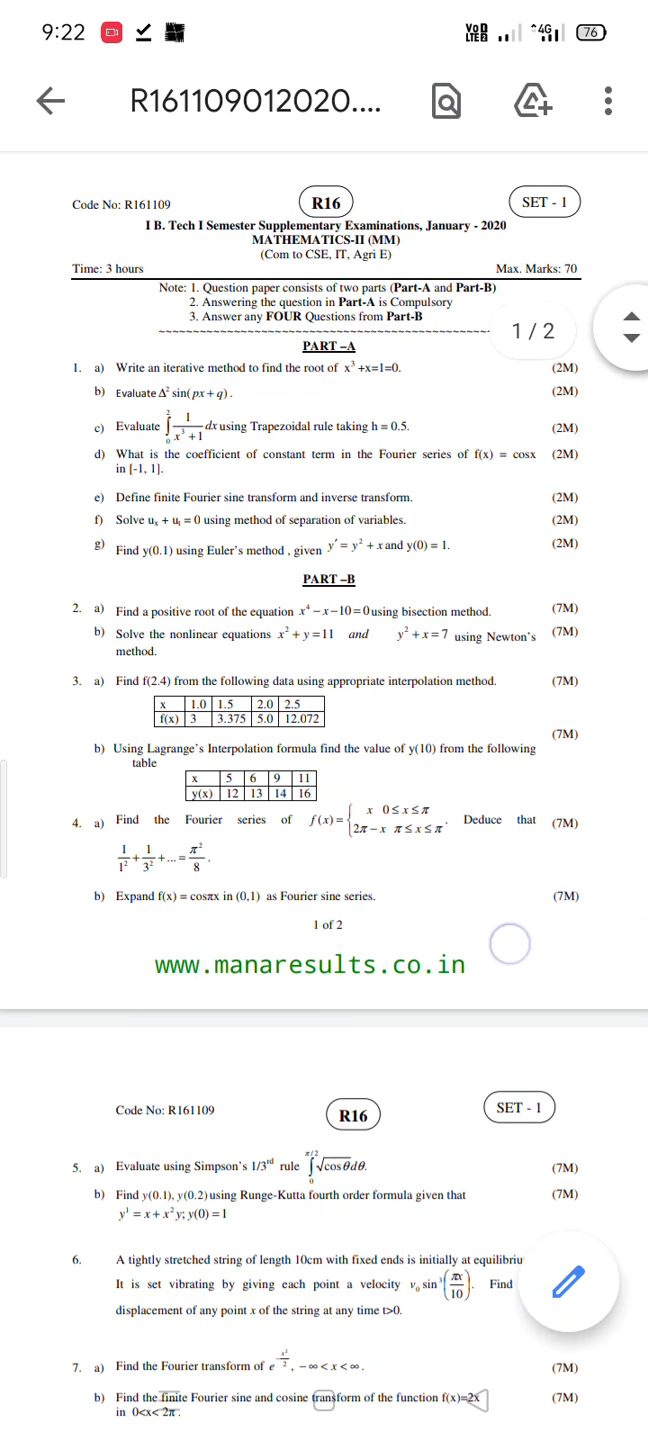 9:22 VoD LTE 4G 76
R161109012020....
Code No: R161109 R16 SET - 1
I B. Tech I Semester Supplementary Examinations, January - 2020
MATHEMATICS-II (MM)
(Com to CSE, IT, Agri E)
Time: 3 hours Max. Marks: 70
Note: 1. Question paper consists of two parts (Part-A and Part-B)
2. Answering the question in Part-A is Compulsory
3. Answer any FOUR Questions from Part-B
1 / 2
PART –A
1. a) Write an iterative method to find the root of x³ +x=1=0. (2M)
b) Evaluate Δ² sin(px + q). (2M)
c) Evaluate ∫₀² 1/(x³ + 1) dx using Trapezoidal rule taking h = 0.5. (2M)
d) What is the coefficient of constant term in the Fourier series of f(x) = cosx (2M)
in [-1, 1].
e) Define finite Fourier sine transform and inverse transform. (2M)
f) Solve uₓ + uₜ = 0 using method of separation of variables. (2M)
g) Find y(0.1) using Euler's method , given y′ = y² + x and y(0) = 1. (2M)
PART –B
2. a) Find a positive root of the equation x⁴ – x – 10 = 0 using bisection method. (7M)
b) Solve the nonlinear equations x² + y = 11 and y² + x = 7 using Newton's (7M)
method.
3. a) Find f(2.4) from the following data using appropriate interpolation method. (7M)
x 1.0 1.5 2.0 2.5
f(x) 3 3.375 5.0 12.072
(7M)
b) Using Lagrange's Interpolation formula find the value of y(10) from the following
table
x 5 6 9 11
y(x) 12 13 14 16
4. a) Find the Fourier series of f(x) = { x 0 ≤ x ≤ π Deduce that (7M)
2π – x π ≤ x ≤ π .
1/1² + 1/3² + ... = π²/8 .
b) Expand f(x) = cosπx in (0,1) as Fourier sine series. (7M)
1 of 2
www.manaresults.co.in
Code No: R161109 R16 SET - 1
5. a) Evaluate using Simpson's 1/3rd rule ∫₀^π/2 √cosθ dθ. (7M)
b) Find y(0.1), y(0.2) using Runge-Kutta fourth order formula given that (7M)
y¹ = x + x² y; y(0) = 1
6. A tightly stretched string of length 10cm with fixed ends is initially at equilibriu
It is set vibrating by giving each point a velocity v₀ sin³(πx/10). Find
displacement of any point x of the string at any time t>0.
7. a) Find the Fourier transform of e^(-x²/2), – ∞ < x < ∞ . (7M)
b) Find the finite Fourier sine and cosine transform of the function f(x)=2x (7M)
in 0<x< 2π .